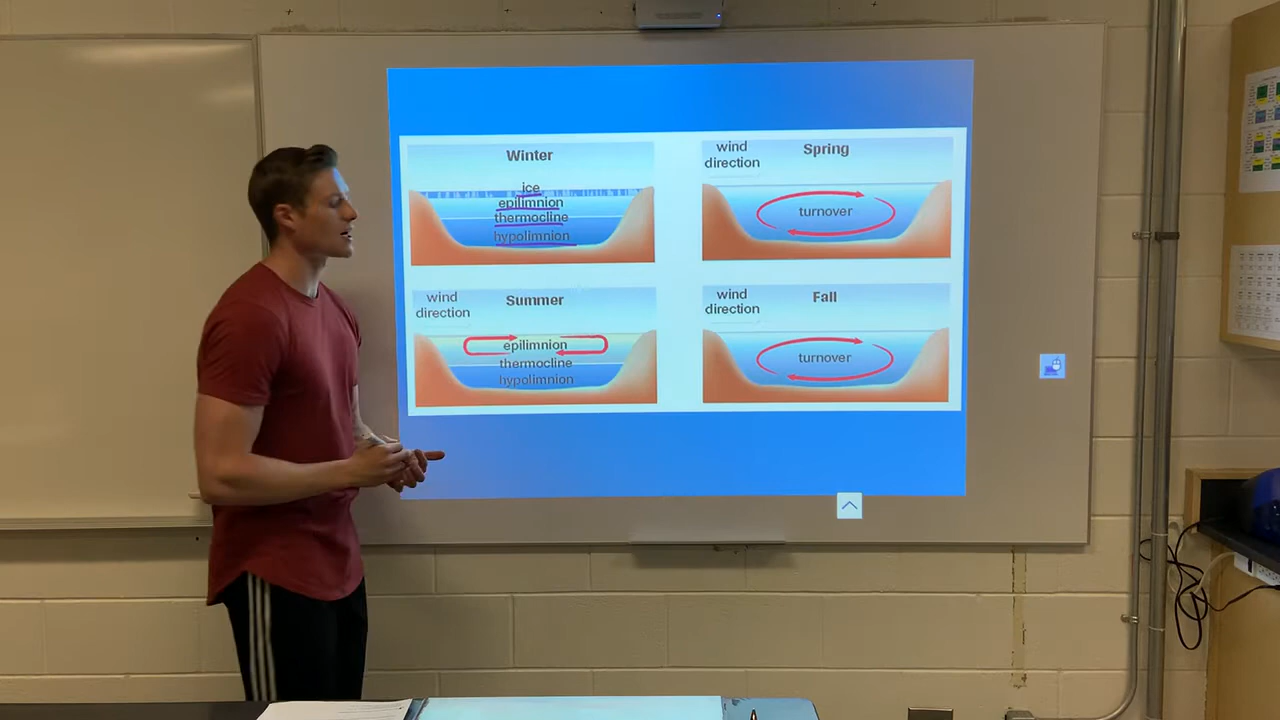 Winter
ice
epilimnion
thermocline
hypolimnion
wind
direction
Spring
turnover
wind
direction
Summer
epilimnion
thermocline
hypolimnion
wind
direction
Fall
turnover